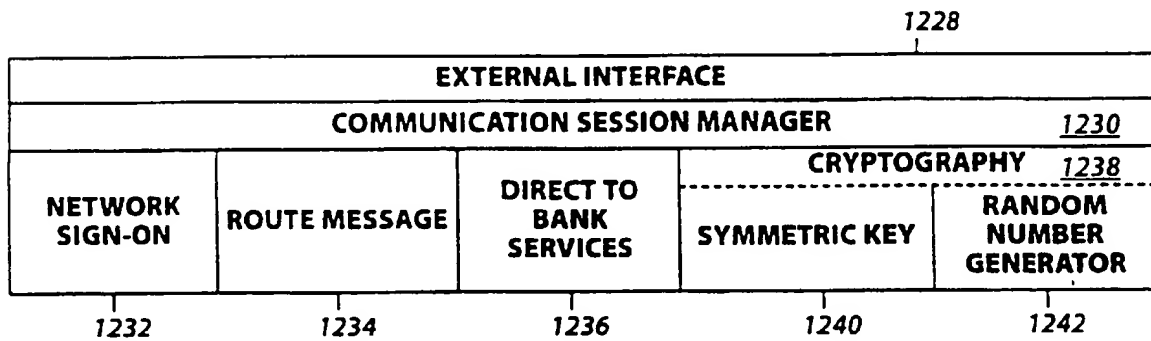 1228
EXTERNAL INTERFACE
COMMUNICATION SESSION MANAGER 1230
NETWORK
SIGN-ON
ROUTE MESSAGE
DIRECT TO
BANK
SERVICES
CRYPTOGRAPHY 1238
SYMMETRIC KEY
RANDOM
NUMBER
GENERATOR
1232 1234 1236 1240 1242